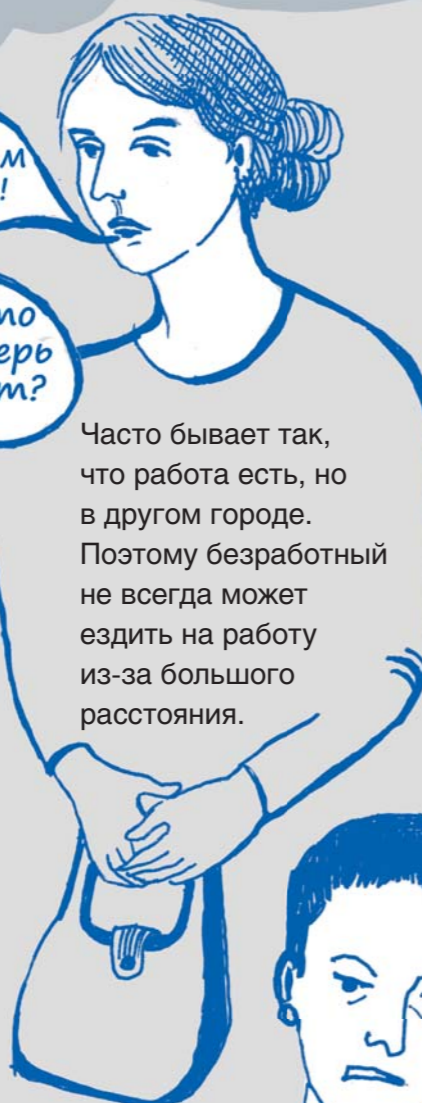 !
т?
Часто бывает так,
что работа есть, но
в другом городе.
Поэтому безработный
не всегда может
ездить на работу
из-за большого
расстояния.